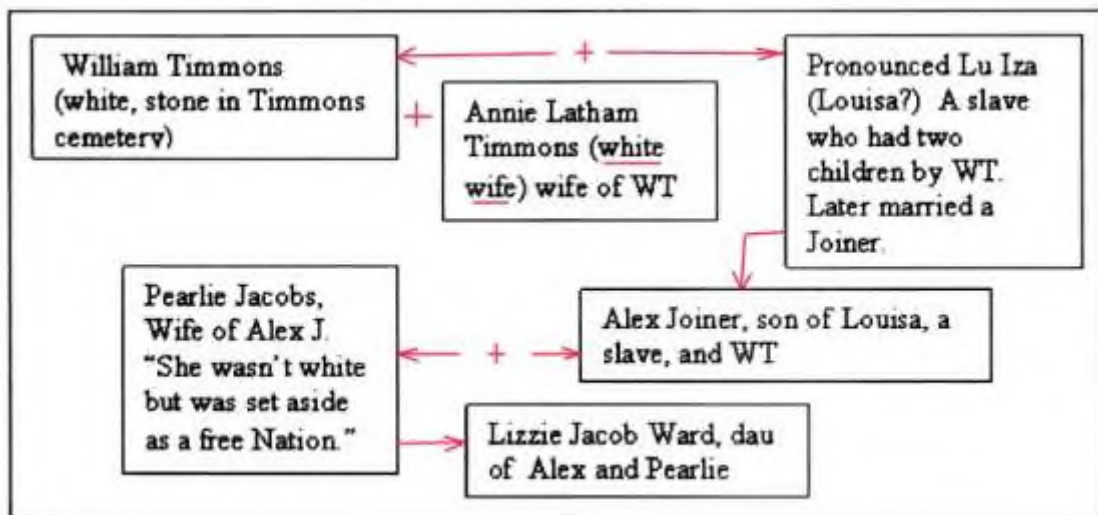 William Timmons
(white, stone in Timmons
cemetery)
+
+
Annie Latham
Timmons (white
wife) wife of WT
Pronounced Lu Iza
(Louisa?) A slave
who had two
children by WT.
Later married a
Joiner.
Pearlie Jacobs,
Wife of Alex J.
“She wasn't white
but was set aside
as a free Nation.”
+
Alex Joiner, son of Louisa, a
slave, and WT
Lizzie Jacob Ward, dau
of Alex and Pearlie